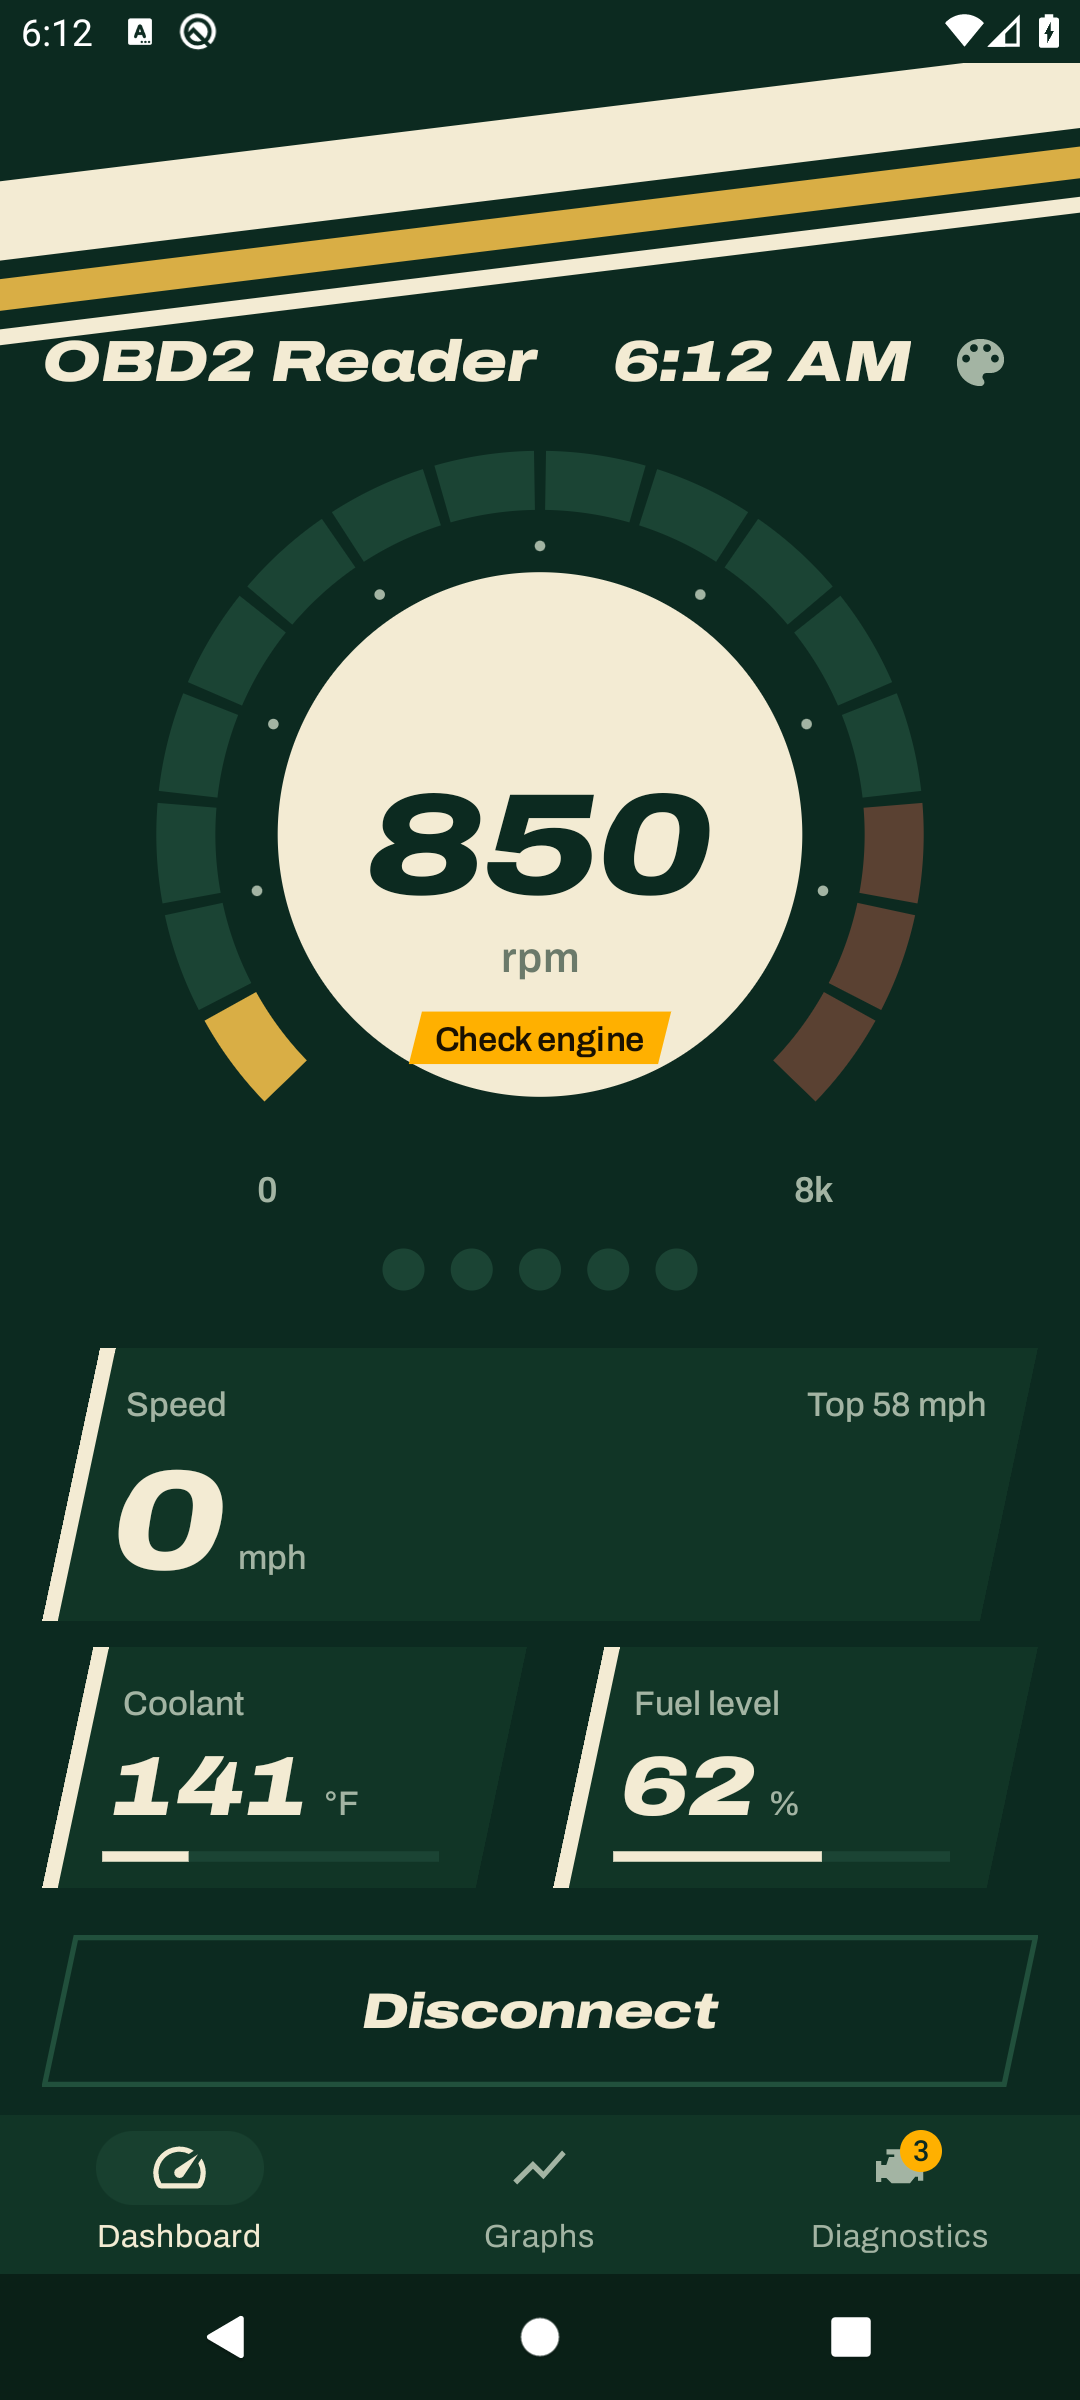 6:12
OBD2 Reader 6:12 AM
850
rpm
Check engine
0 8k
Speed Top 58 mph
0 mph
Coolant Fuel level
141 °F 62 %
Disconnect
3
Dashboard Graphs Diagnostics